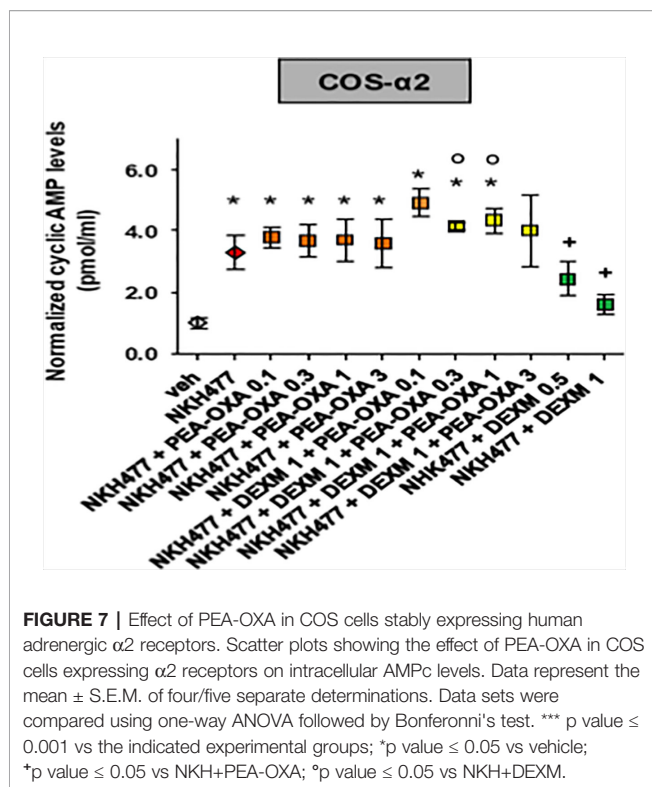 COS-α2
Normalized cyclic AMP levels
(pmol/ml)
6.0
4.0
2.0
0.0
* * * * * * * * *
o o
+ +
veh
NKH477
NKH477 + PEA-OXA 0.1
NKH477 + PEA-OXA 0.3
NKH477 + PEA-OXA 1
NKH477 + PEA-OXA 3
NKH477 + DEXM 1 + PEA-OXA 0.1
NKH477 + DEXM 1 + PEA-OXA 0.3
NKH477 + DEXM 1 + PEA-OXA 1
NKH477 + DEXM 1 + PEA-OXA 3
NHK477 + DEXM 0.5
NKH477 + DEXM 1
FIGURE 7 | Effect of PEA-OXA in COS cells stably expressing human
adrenergic α2 receptors. Scatter plots showing the effect of PEA-OXA in COS
cells expressing α2 receptors on intracellular AMPc levels. Data represent the
mean ± S.E.M. of four/five separate determinations. Data sets were
compared using one-way ANOVA followed by Bonferonni's test. *** p value ≤
0.001 vs the indicated experimental groups; *p value ≤ 0.05 vs vehicle;
+p value ≤ 0.05 vs NKH+PEA-OXA; °p value ≤ 0.05 vs NKH+DEXM.